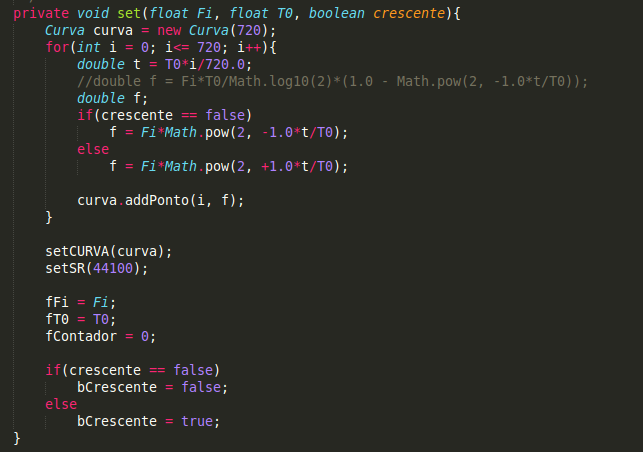 private void set(float Fi, float T0, boolean crescente){
    Curva curva = new Curva(720);
    for(int i = 0; i<= 720; i++){
        double t = T0*i/720.0;
        //double f = Fi*T0/Math.log10(2)*(1.0 - Math.pow(2, -1.0*t/T0));
        double f;
        if(crescente == false)
            f = Fi*Math.pow(2, -1.0*t/T0);
        else
            f = Fi*Math.pow(2, +1.0*t/T0);

        curva.addPonto(i, f);
    }

    setCURVA(curva);
    setSR(44100);

    fFi = Fi;
    fT0 = T0;
    fContador = 0;

    if(crescente == false)
        bCrescente = false;
    else
        bCrescente = true;
}